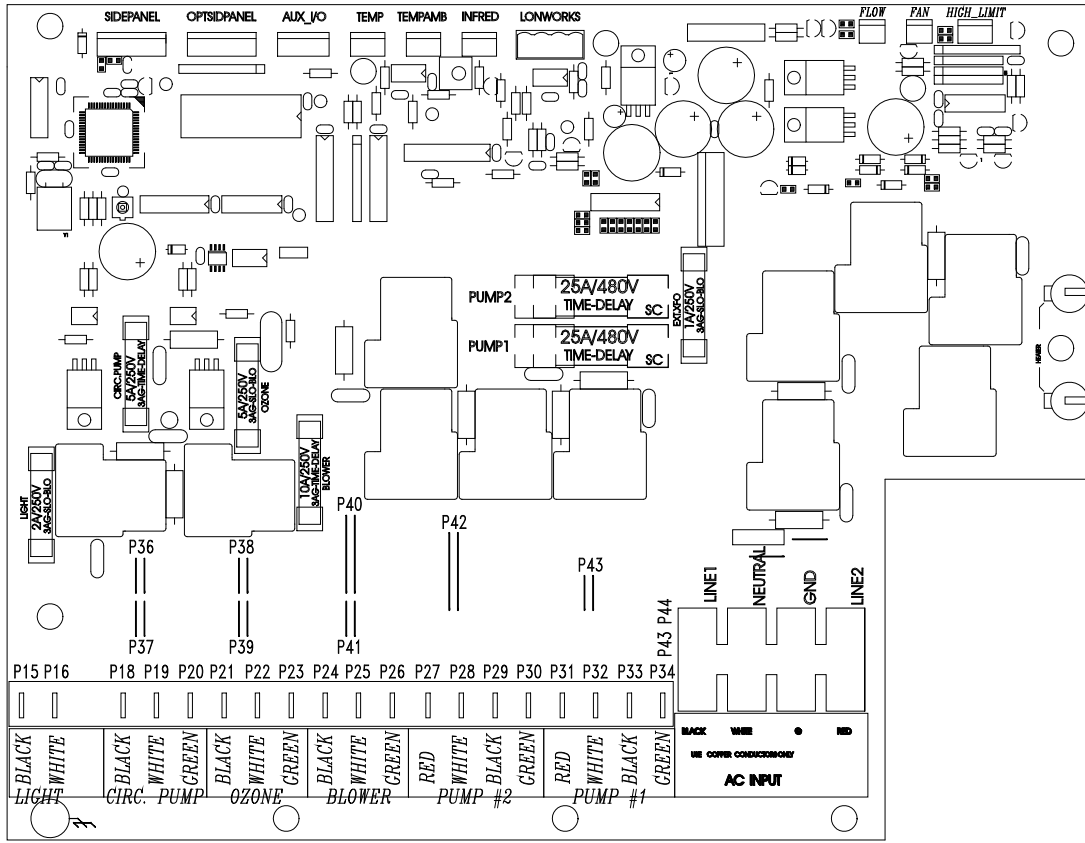 SIDEPANEL OPTSIDPANEL AUX_I/O TEMP TEMPAMB INFRED LONWORKS
FLOW FAN HIGH_LIMIT
Y1
PUMP2 25A/480V
TIME-DELAY SC
PUMP1 25A/480V
TIME-DELAY SC
EXT.XFO
1A/250V
3AG-SLO-BLO
HEATER
CIRC.PUMP
5A/250V
3AG-TIME-DELAY
5A/250V
3AG-SLO-BLO
OZONE
10A/250V
3AG-TIME-DELAY
BLOWER
LIGHT
2A/250V
3AG-SLO-BLO
P40
P42
P36 P38
P43
P37 P39 P41
P43 P44
LINE1 NEUTRAL GND LINE2
P15 P16 P18 P19 P20 P21 P22 P23 P24 P25 P26 P27 P28 P29 P30 P31 P32 P33 P34
BLACK WHITE BLACK WHITE GREEN BLACK WHITE GREEN BLACK WHITE GREEN RED WHITE BLACK GREEN RED WHITE BLACK GREEN
LIGHT CIRC. PUMP OZONE BLOWER PUMP #2 PUMP #1
BLACK WHITE G RED
USE COPPER CONDUCTORS ONLY
AC INPUT